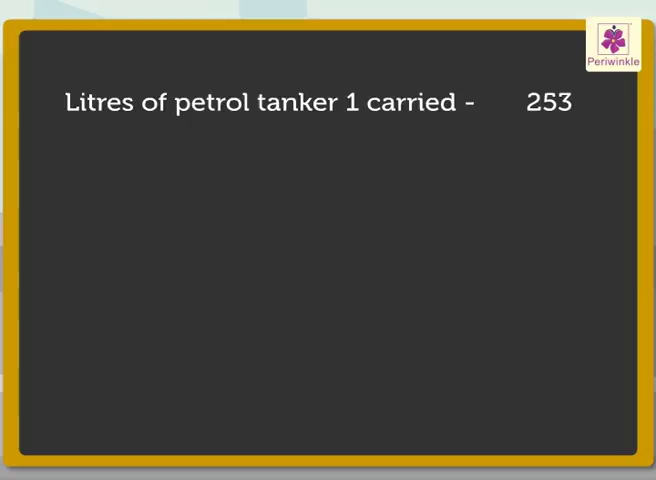 Periwinkle
Litres of petrol tanker 1 carried - 253